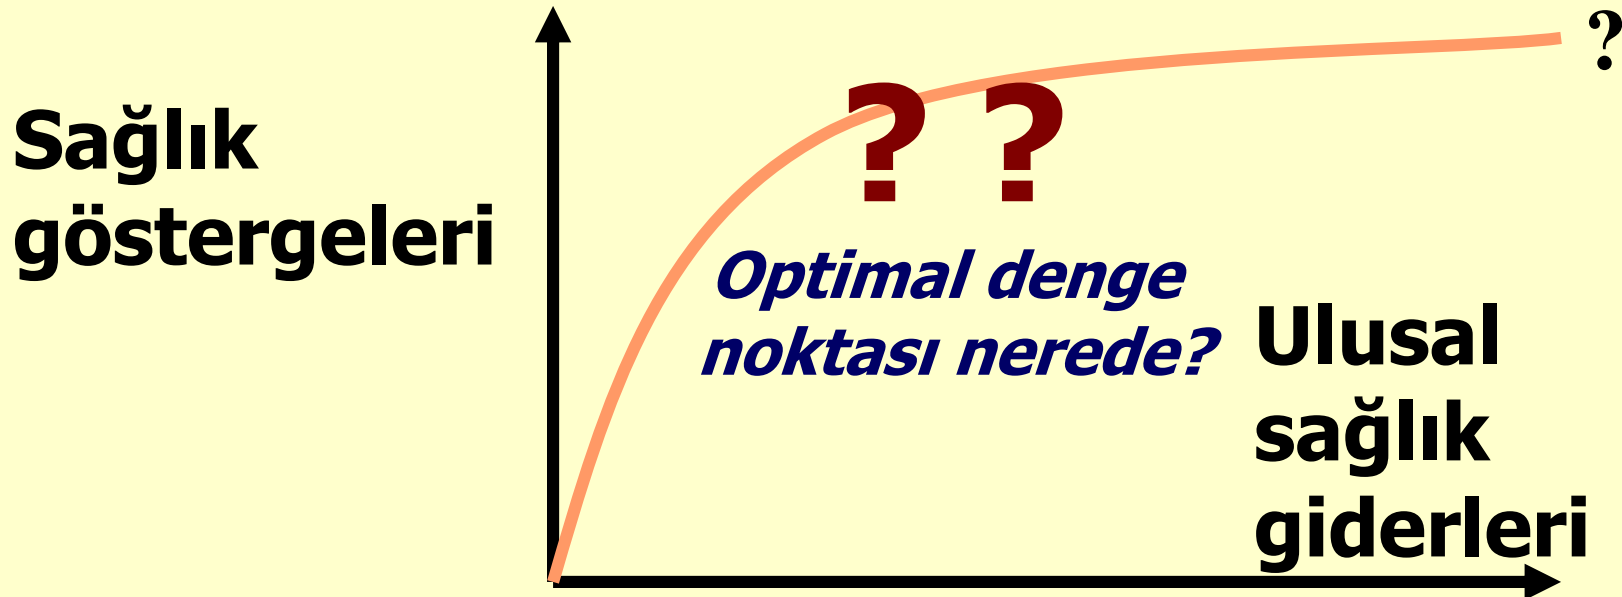 ?
Sağlık
göstergeleri
? ?
Optimal denge
noktası nerede?
Ulusal
sağlık
giderleri